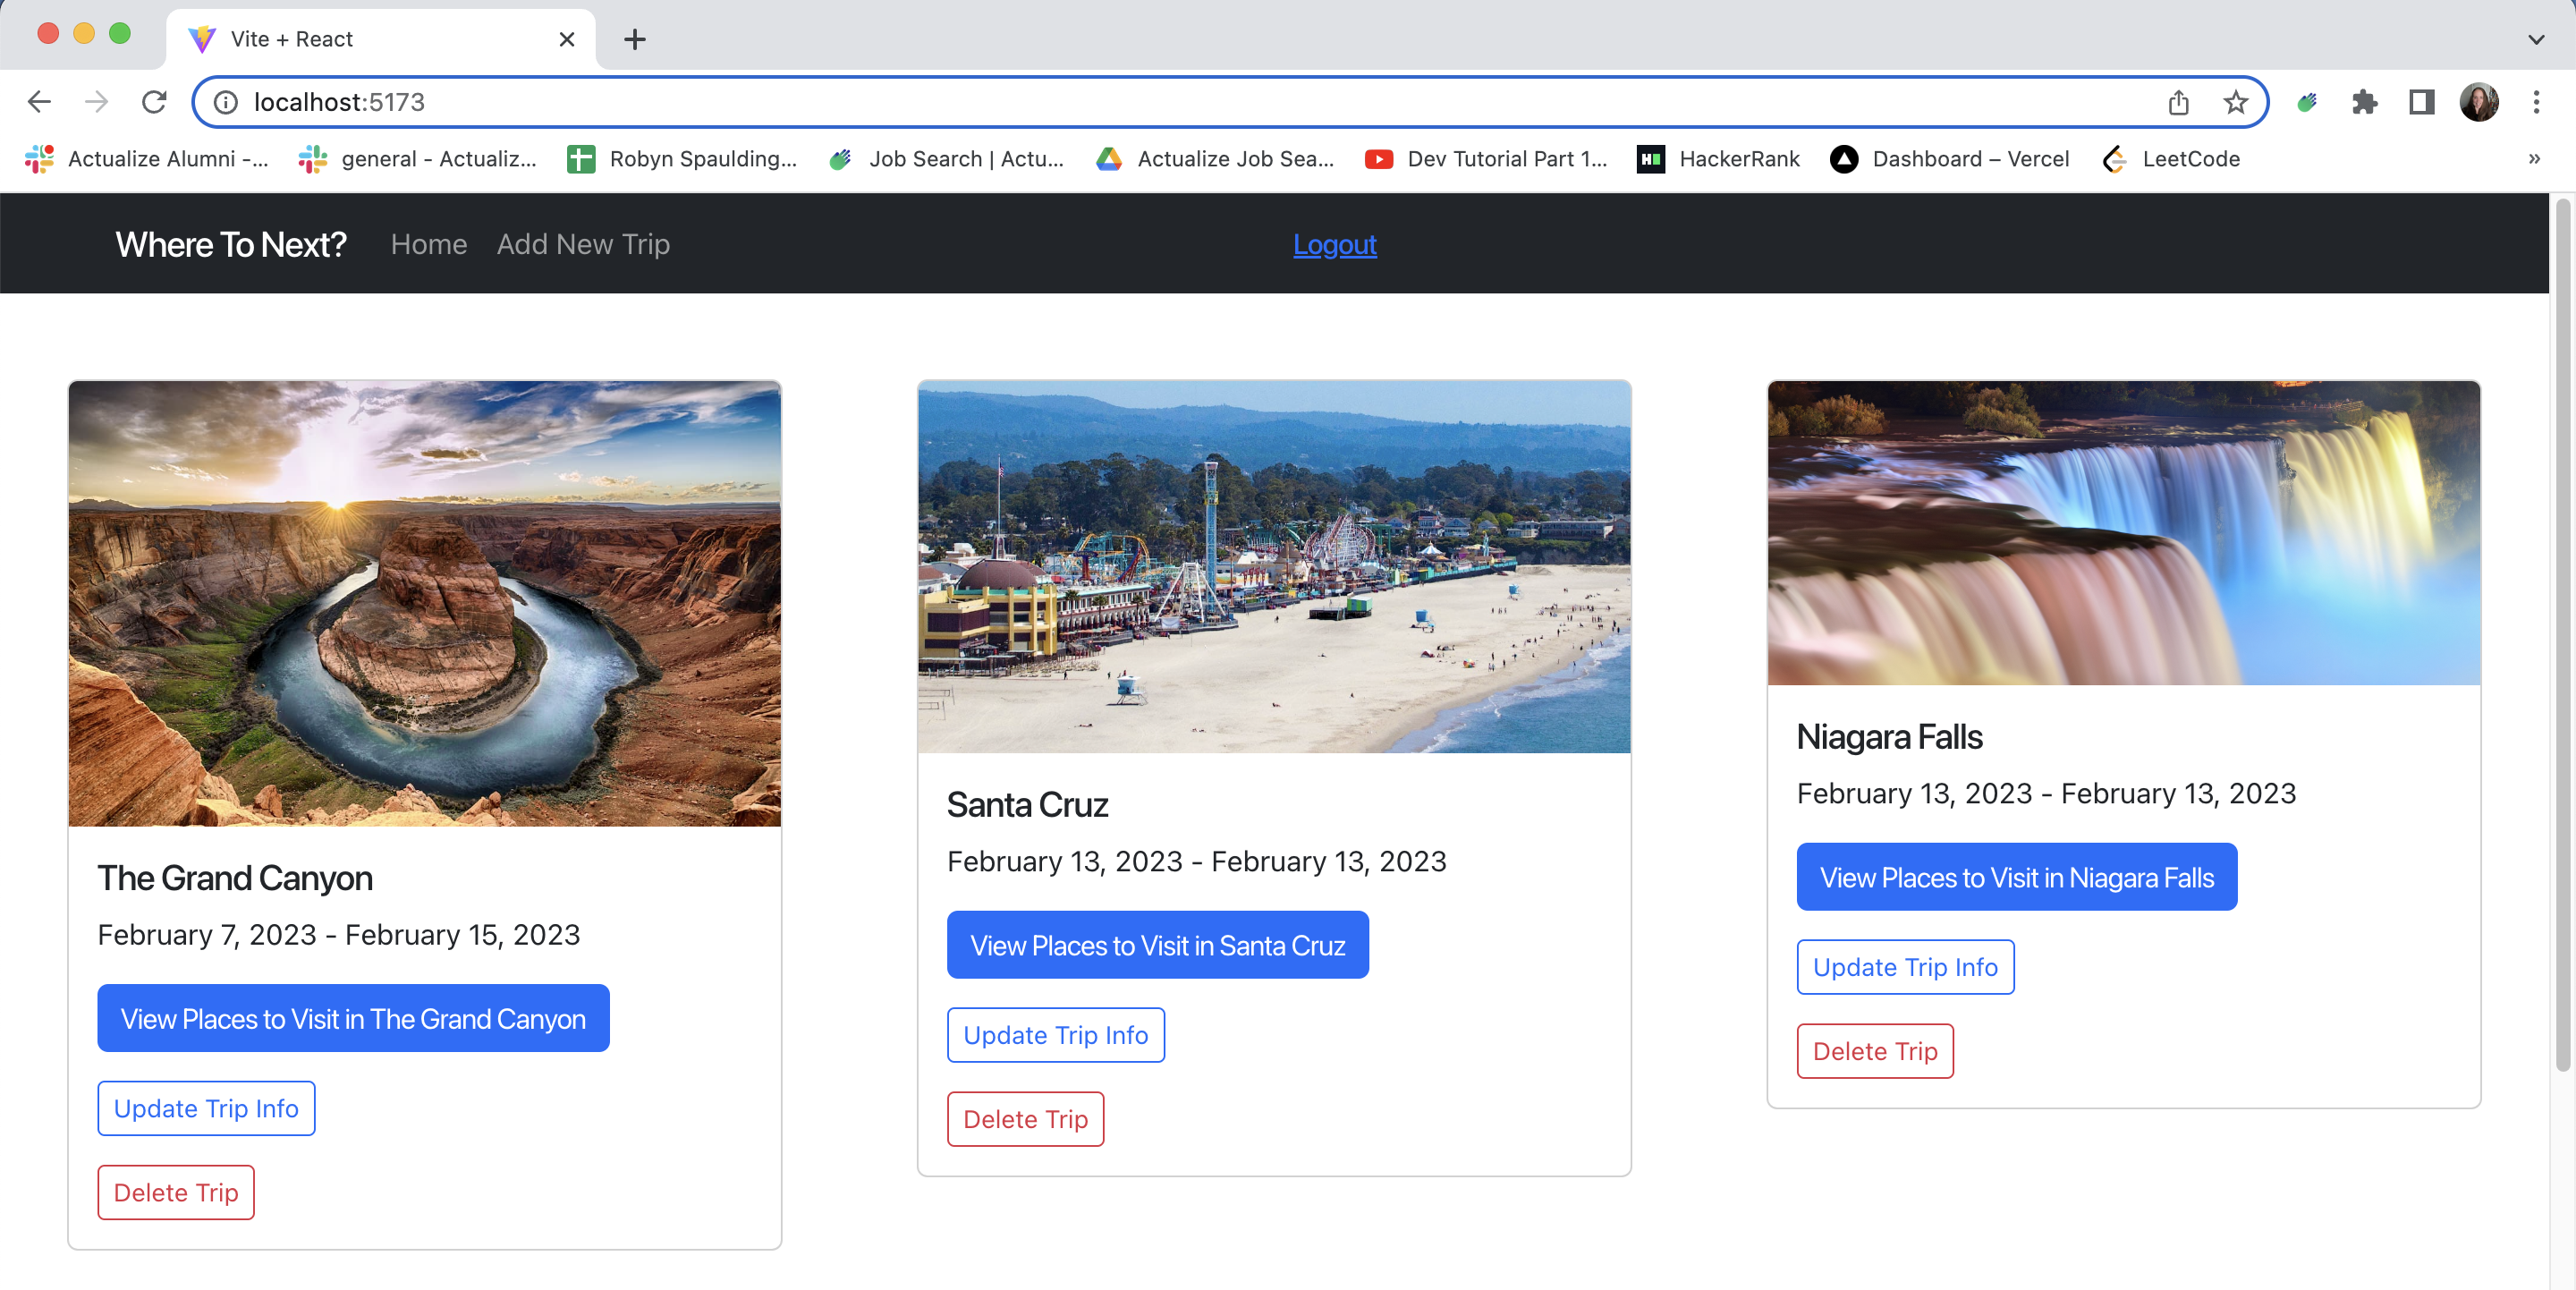 Vite + React
localhost:5173
Actualize Alumni -...
general - Actualiz...
Robyn Spaulding...
Job Search | Actu...
Actualize Job Sea...
Dev Tutorial Part 1...
HackerRank
Dashboard – Vercel
LeetCode
Where To Next?
Home
Add New Trip
Logout
The Grand Canyon
February 7, 2023 - February 15, 2023
View Places to Visit in The Grand Canyon
Update Trip Info
Delete Trip
Santa Cruz
February 13, 2023 - February 13, 2023
View Places to Visit in Santa Cruz
Update Trip Info
Delete Trip
Niagara Falls
February 13, 2023 - February 13, 2023
View Places to Visit in Niagara Falls
Update Trip Info
Delete Trip